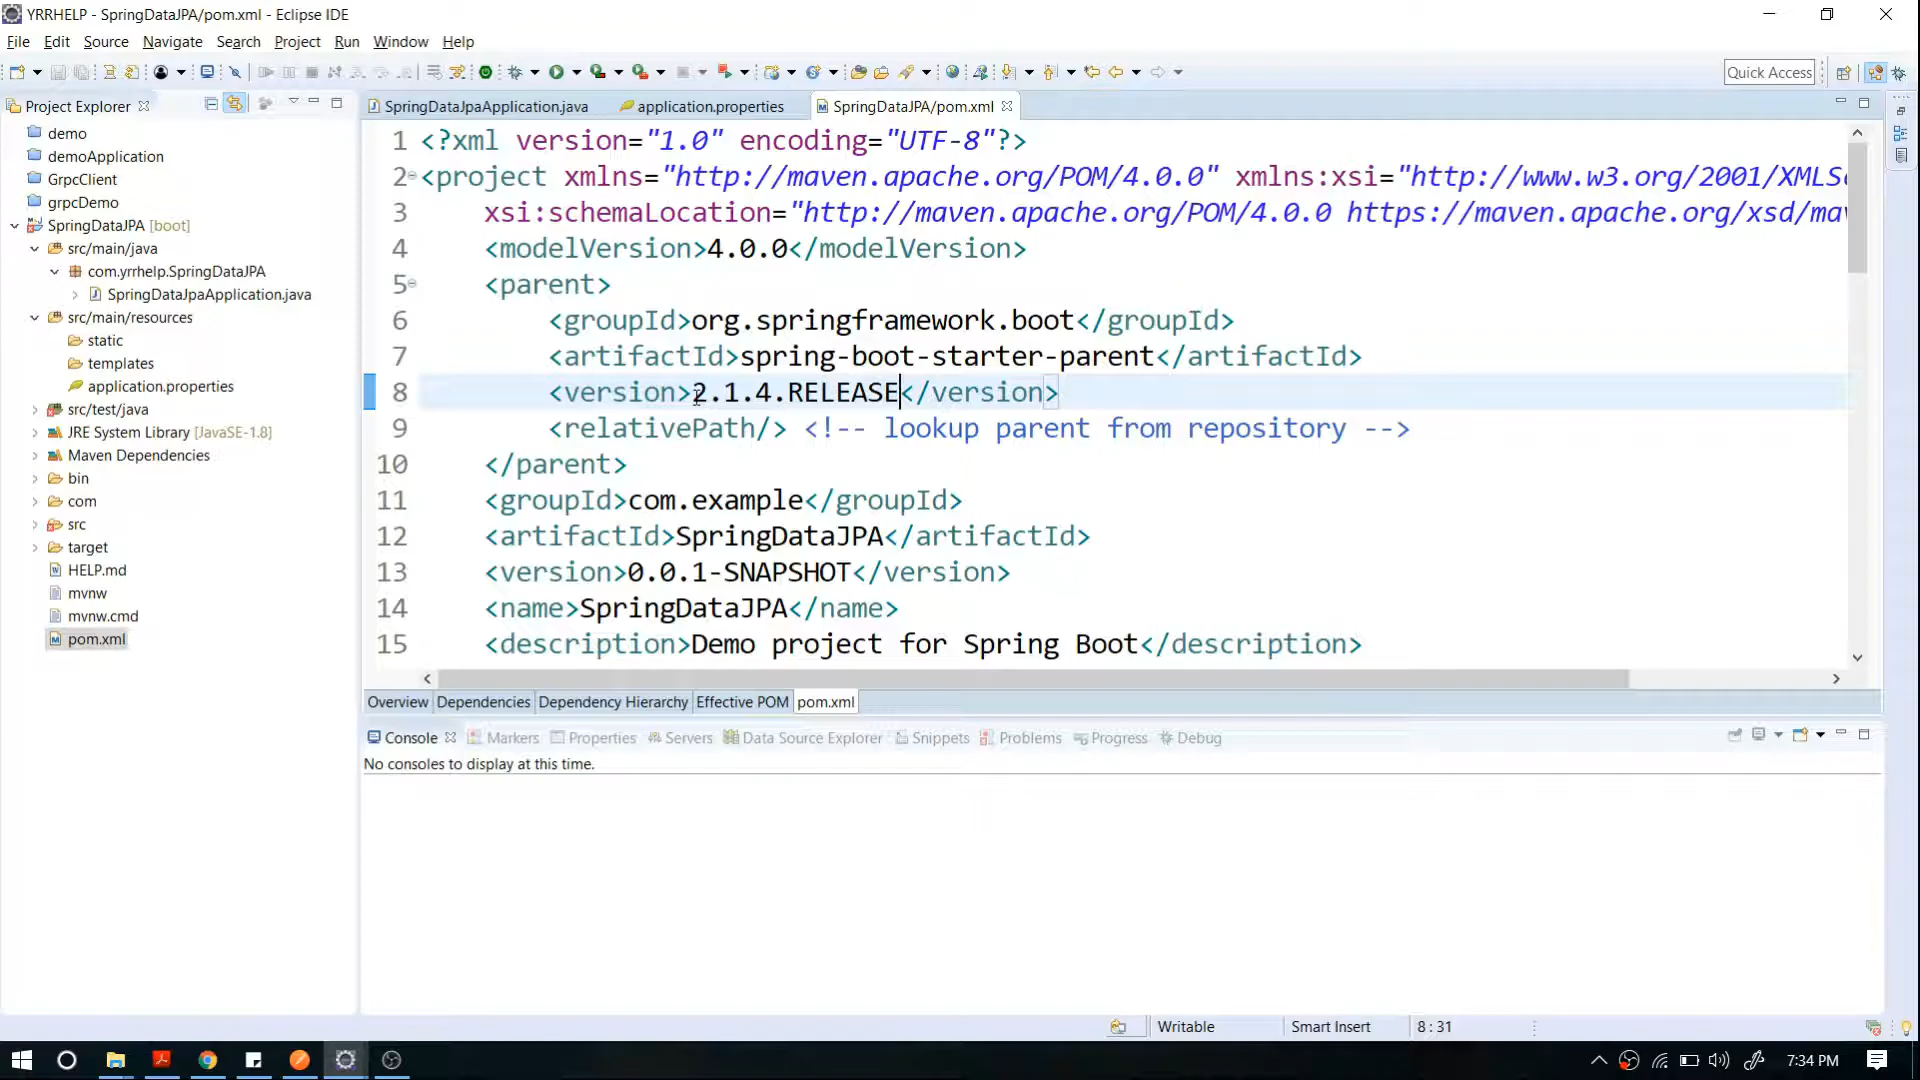 YRRHELP - SpringDataJPA/pom.xml - Eclipse IDE
File Edit Source Navigate Search Project Run Window Help
Quick Access
Project Explorer
demo
demoApplication
GrpcClient
grpcDemo
SpringDataJPA [boot]
src/main/java
com.yrrhelp.SpringDataJPA
SpringDataJpaApplication.java
src/main/resources
static
templates
application.properties
src/test/java
JRE System Library [JavaSE-1.8]
Maven Dependencies
bin
com
src
target
HELP.md
mvnw
mvnw.cmd
pom.xml
SpringDataJpaApplication.java application.properties SpringDataJPA/pom.xml
1 <?xml version="1.0" encoding="UTF-8"?>
2 <project xmlns="http://maven.apache.org/POM/4.0.0" xmlns:xsi="http://www.w3.org/2001/XMLS
3 xsi:schemaLocation="http://maven.apache.org/POM/4.0.0 https://maven.apache.org/xsd/ma
4 <modelVersion>4.0.0</modelVersion>
5 <parent>
6 <groupId>org.springframework.boot</groupId>
7 <artifactId>spring-boot-starter-parent</artifactId>
8 <version>2.1.4.RELEASE</version>
9 <relativePath/> <!-- lookup parent from repository -->
10 </parent>
11 <groupId>com.example</groupId>
12 <artifactId>SpringDataJPA</artifactId>
13 <version>0.0.1-SNAPSHOT</version>
14 <name>SpringDataJPA</name>
15 <description>Demo project for Spring Boot</description>
Overview Dependencies Dependency Hierarchy Effective POM pom.xml
Console Markers Properties Servers Data Source Explorer Snippets Problems Progress Debug
No consoles to display at this time.
Writable Smart Insert 8 : 31
7:34 PM